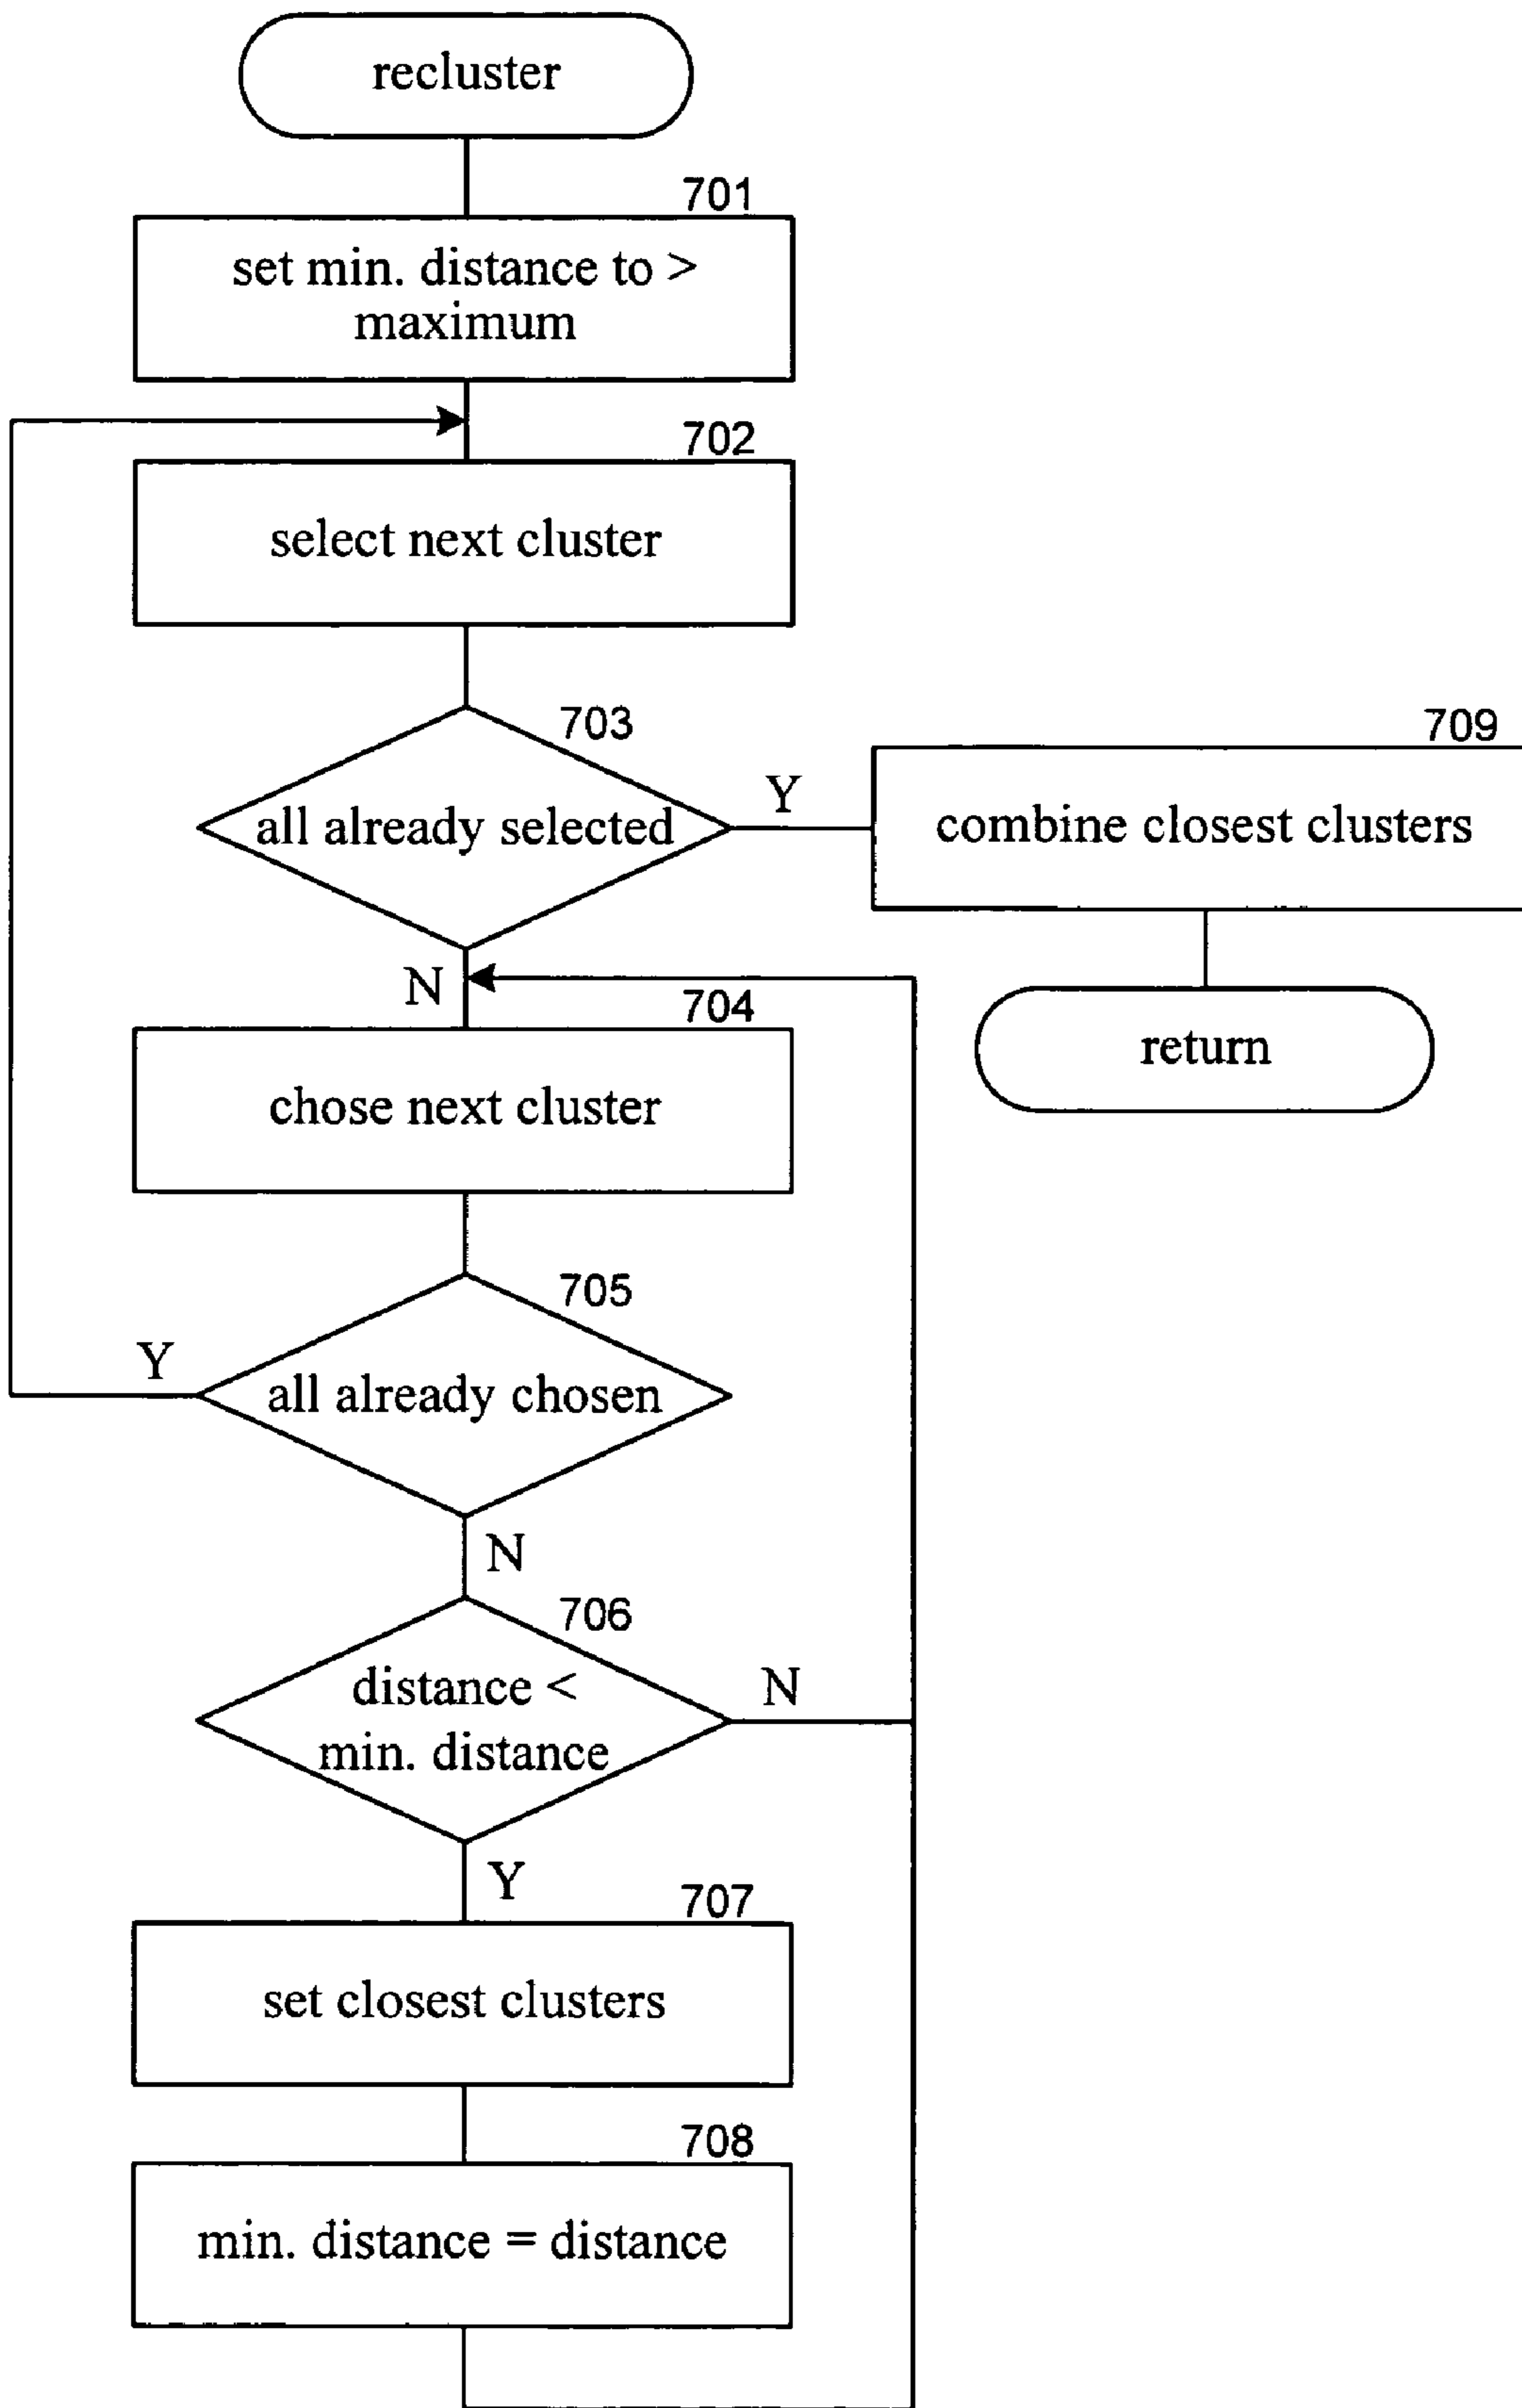 recluster
701
set min. distance to >
maximum
702
select next cluster
703
all already selected
Y
N
709
combine closest clusters
return
704
chose next cluster
705
all already chosen
Y
N
706
distance <
min. distance
N
Y
707
set closest clusters
708
min. distance = distance